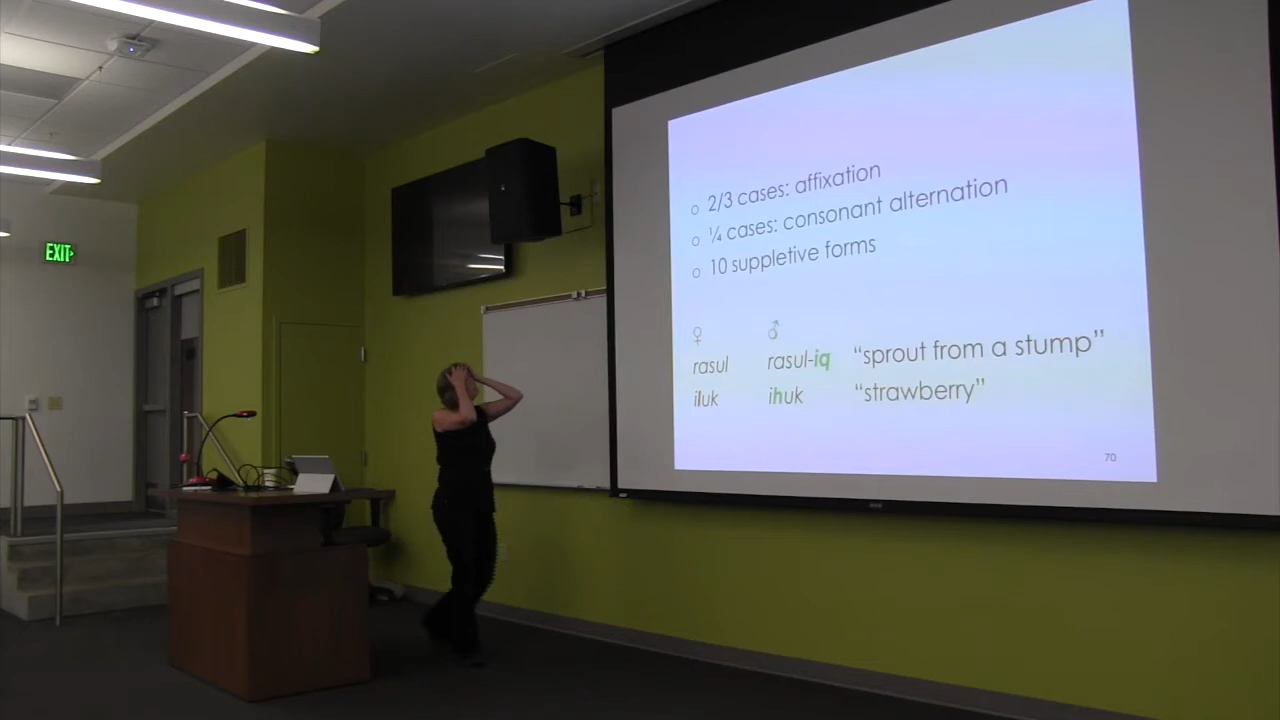 EXIT
○ 2/3 cases: affixation
○ ¼ cases: consonant alternation
○ 10 suppletive forms
♀ ♂
rasul rasul-iq “sprout from a stump”
iluk ihuk “strawberry”
70